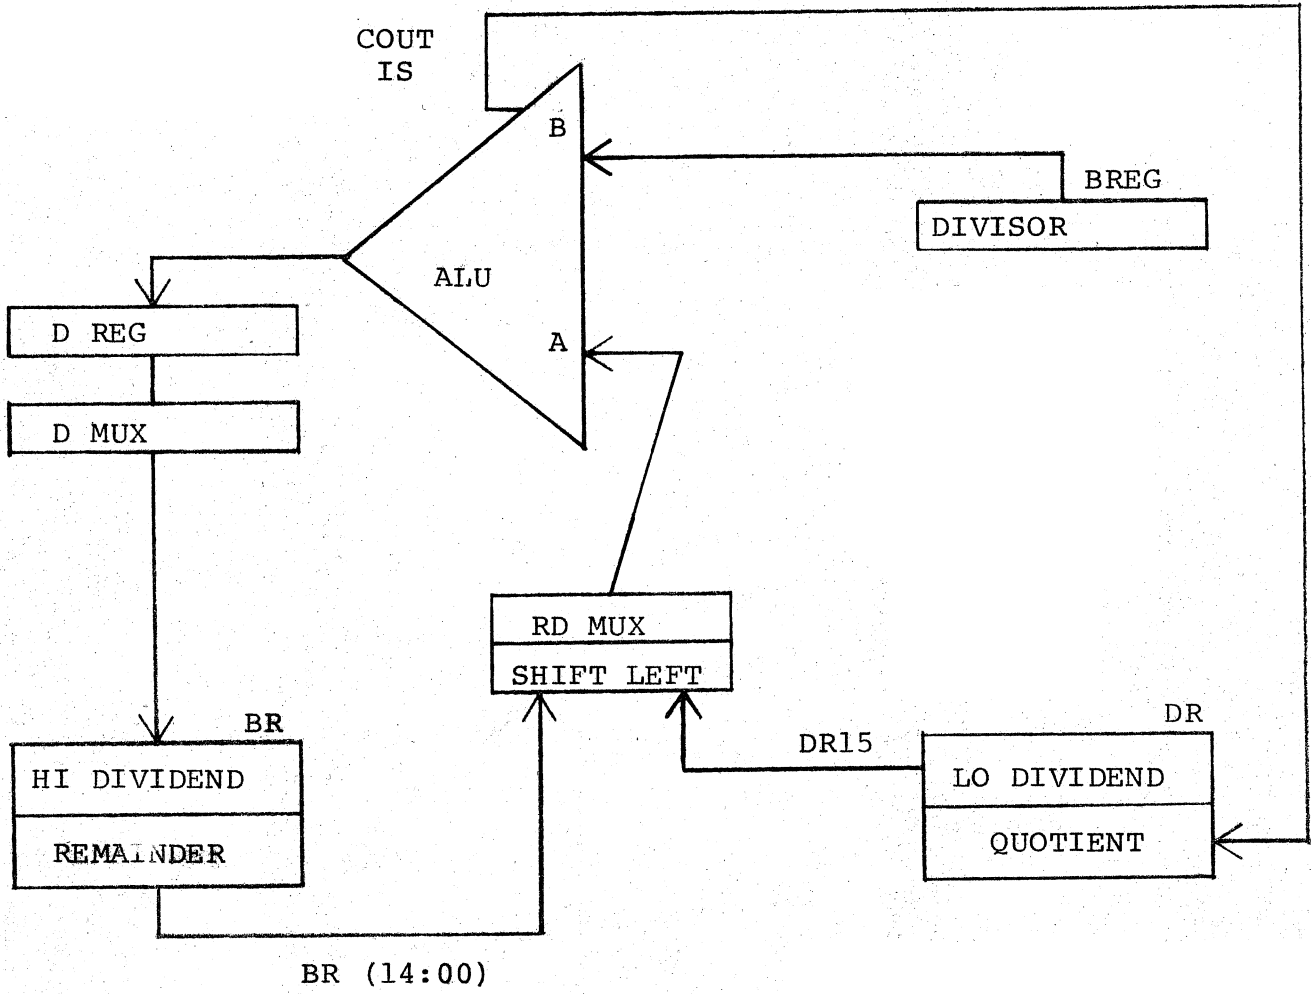 COUT
IS
B
BREG
DIVISOR
ALU
D REG
A
D MUX
RD MUX
SHIFT LEFT
BR
DR
DR15
HI DIVIDEND
LO DIVIDEND
REMAINDER
QUOTIENT
BR (14:00)